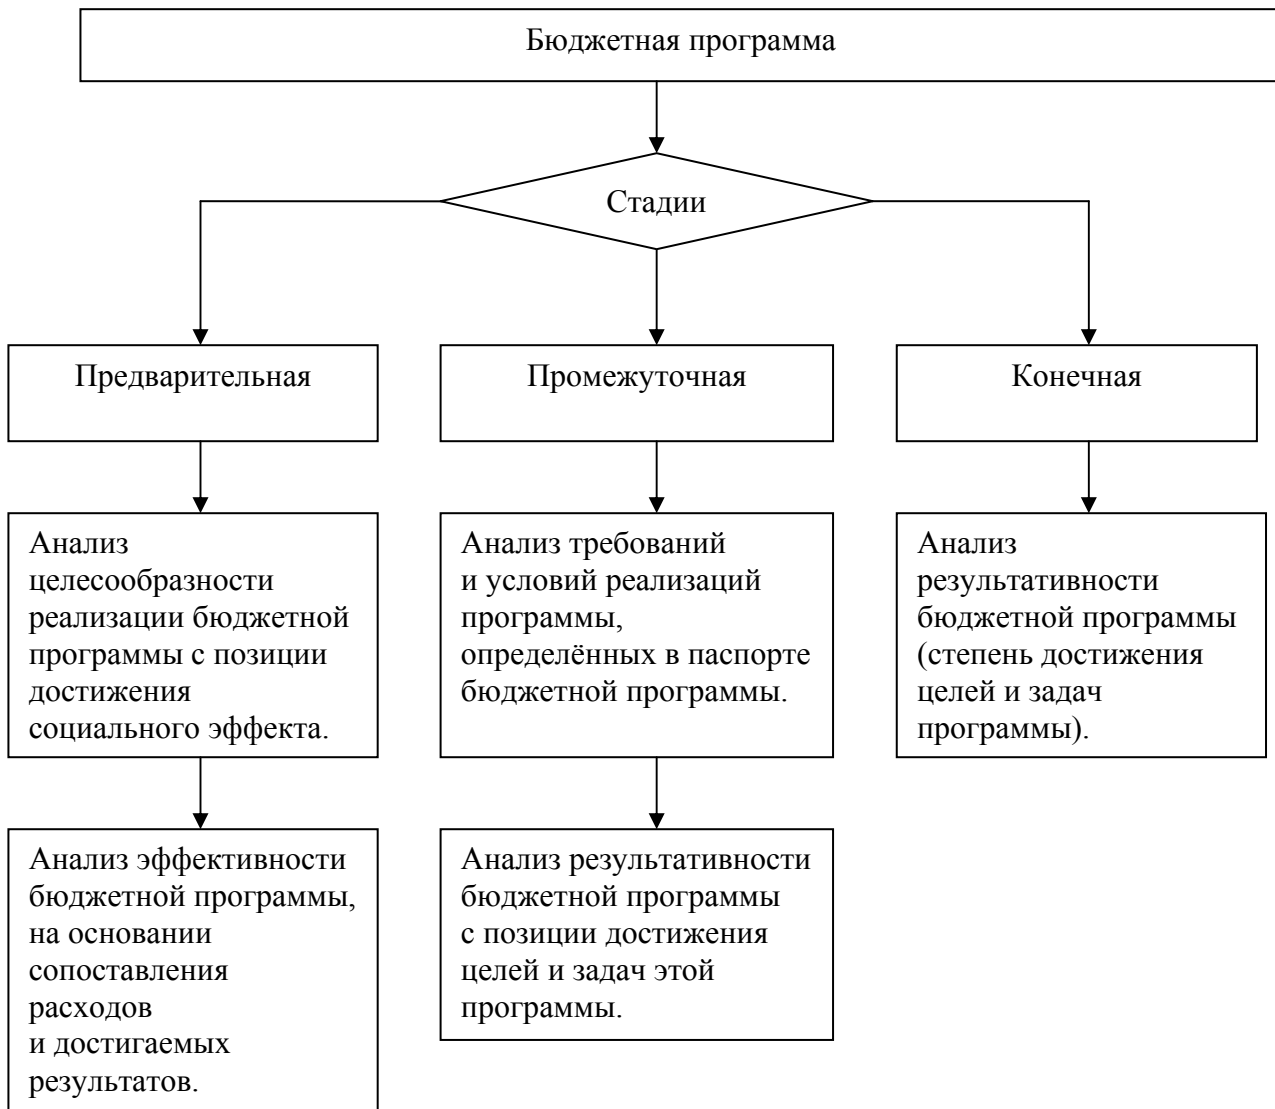 Бюджетная программа
Стадии
Предварительная
Промежуточная
Конечная
Анализ
целесообразности
реализации бюджетной
программы с позиции
достижения
социального эффекта.
Анализ требований
и условий реализаций
программы,
определённых в паспорте
бюджетной программы.
Анализ
результативности
бюджетной программы
(степень достижения
целей и задач
программы).
Анализ эффективности
бюджетной программы,
на основании
сопоставления
расходов
и достигаемых
результатов.
Анализ результативности
бюджетной программы
с позиции достижения
целей и задач этой
программы.